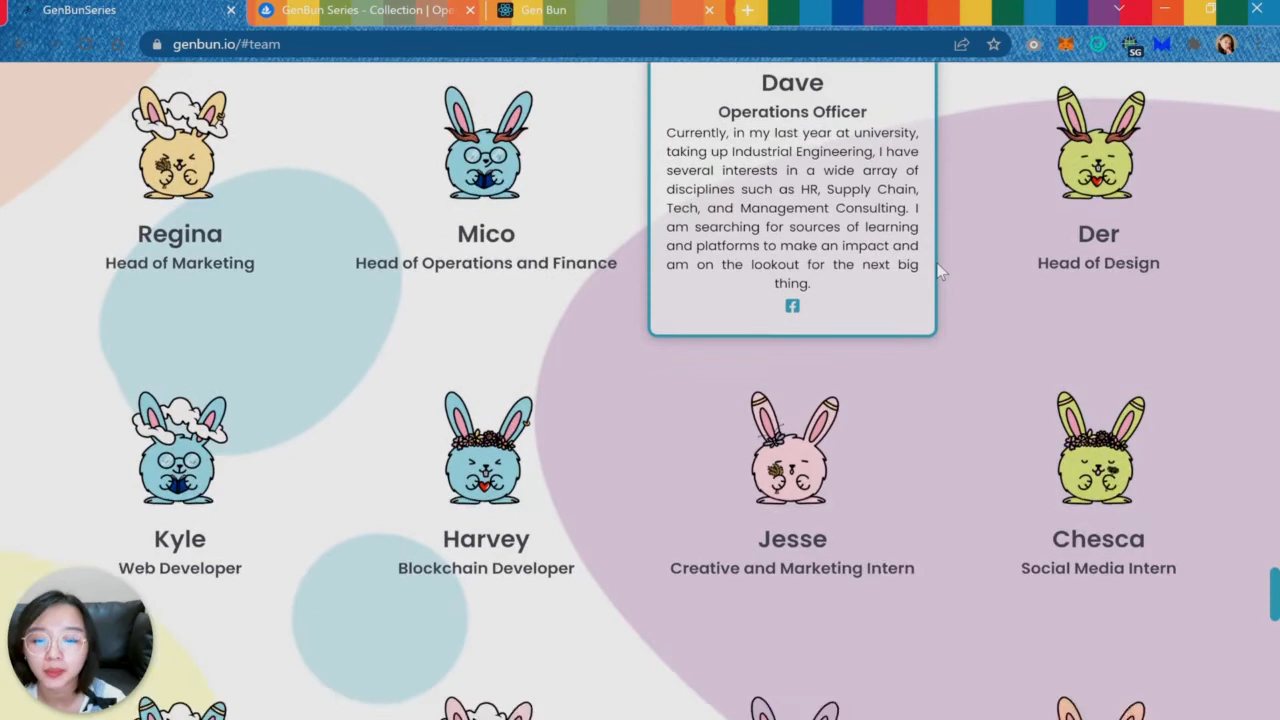 GenBunSeries
GenBun Series - Collection | Ope
Gen Bun
genbun.io/#team
SG
Dave
Operations Officer
Currently, in my last year at university,
taking up Industrial Engineering, I have
several interests in a wide array of
disciplines such as HR, Supply Chain,
Tech, and Management Consulting. I
am searching for sources of learning
and platforms to make an impact and
am on the lookout for the next big
thing.
Regina
Head of Marketing
Mico
Head of Operations and Finance
Der
Head of Design
Kyle
Web Developer
Harvey
Blockchain Developer
Jesse
Creative and Marketing Intern
Chesca
Social Media Intern